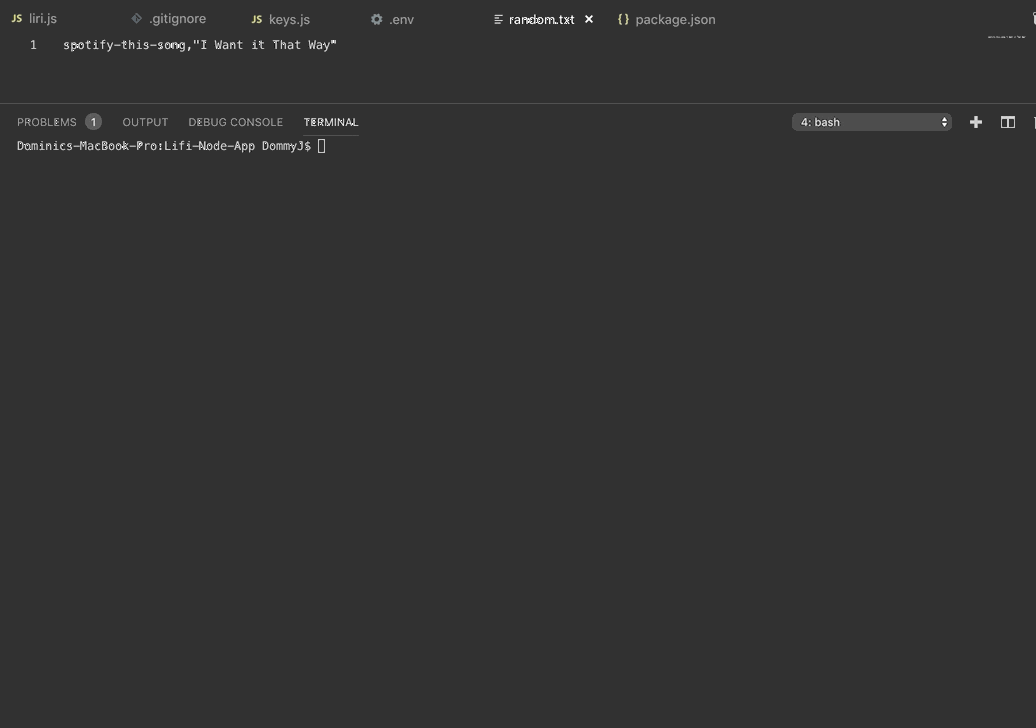 JS liri.js .gitignore JS keys.js .env random.txt × {} package.json
1 spotify-this-song,"I Want it That Way"
PROBLEMS 1 OUTPUT DEBUG CONSOLE TERMINAL 4: bash
Dominics-MacBook-Pro:Lifi-Node-App DommyJ$